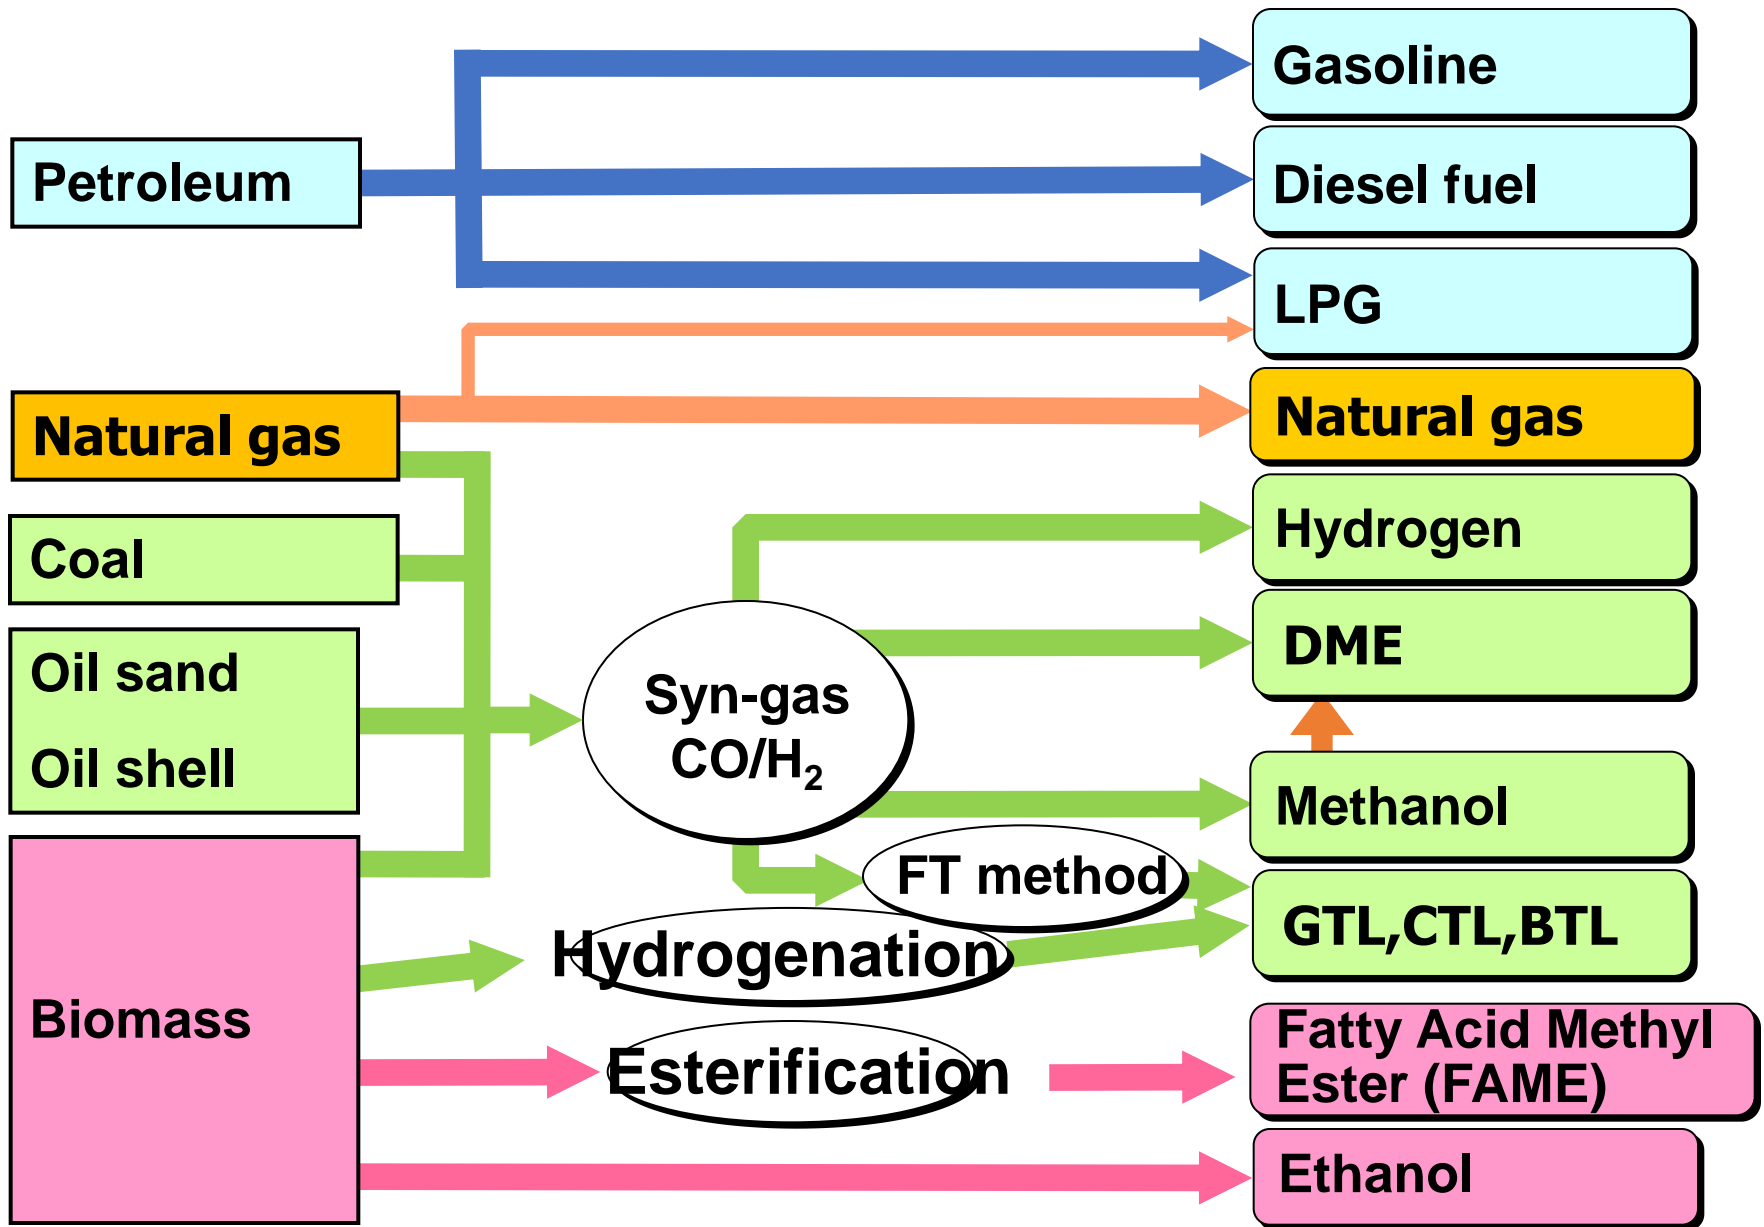 Petroleum
Natural gas
Coal
Oil sand
Oil shell
Biomass
Syn-gas
CO/H₂
FT method
Hydrogenation
Esterification
Gasoline
Diesel fuel
LPG
Natural gas
Hydrogen
DME
Methanol
GTL,CTL,BTL
Fatty Acid Methyl
Ester (FAME)
Ethanol